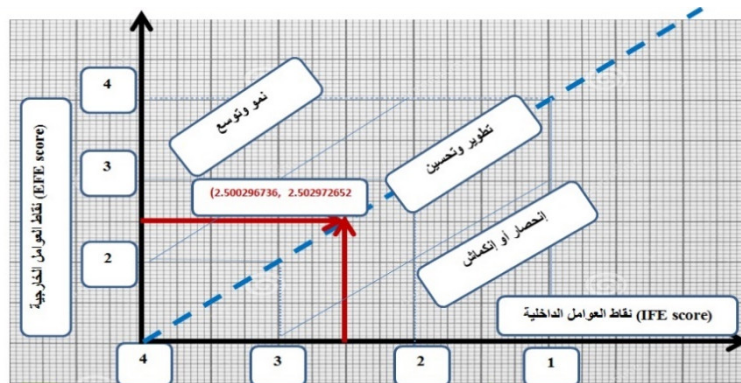 4
نمو وتوسع
تطوير وتحسين
3
(2.500296736, 2.502972652
نقاط العوامل الخارجية (EFE score)
2
إنحصار أو إنكماش
نقاط العوامل الداخلية (IFE score)
4
3
2
1